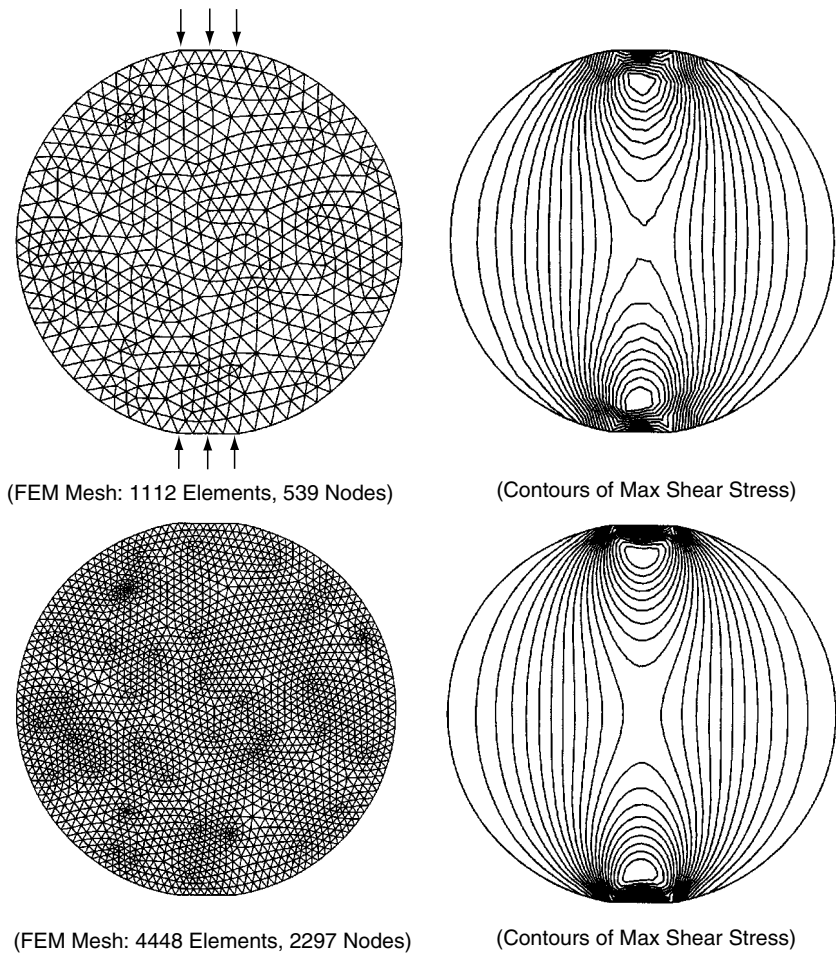 (FEM Mesh: 1112 Elements, 539 Nodes)
(Contours of Max Shear Stress)
(FEM Mesh: 4448 Elements, 2297 Nodes)
(Contours of Max Shear Stress)